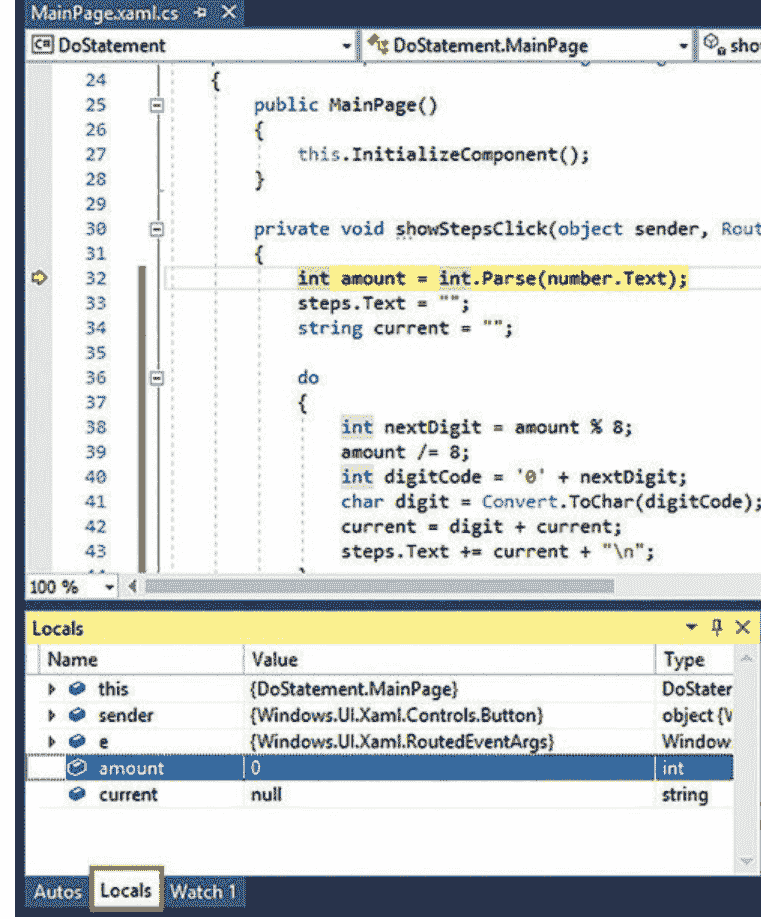 MainPage.xaml.cs
DoStatement DoStatement.MainPage sho
24 {
25 public MainPage()
26 {
27 this.InitializeComponent();
28 }
29
30 private void showStepsClick(object sender, Rout
31 {
32 int amount = int.Parse(number.Text);
33 steps.Text = "";
34 string current = "";
35
36 do
37 {
38 int nextDigit = amount % 8;
39 amount /= 8;
40 int digitCode = '0' + nextDigit;
41 char digit = Convert.ToChar(digitCode);
42 current = digit + current;
43 steps.Text += current + "\n";
100 %
Locals
Name Value Type
this {DoStatement.MainPage} DoStater
sender {Windows.UI.Xaml.Controls.Button} object {W
e {Windows.UI.Xaml.RoutedEventArgs} Window
amount 0 int
current null string
Autos Locals Watch 1